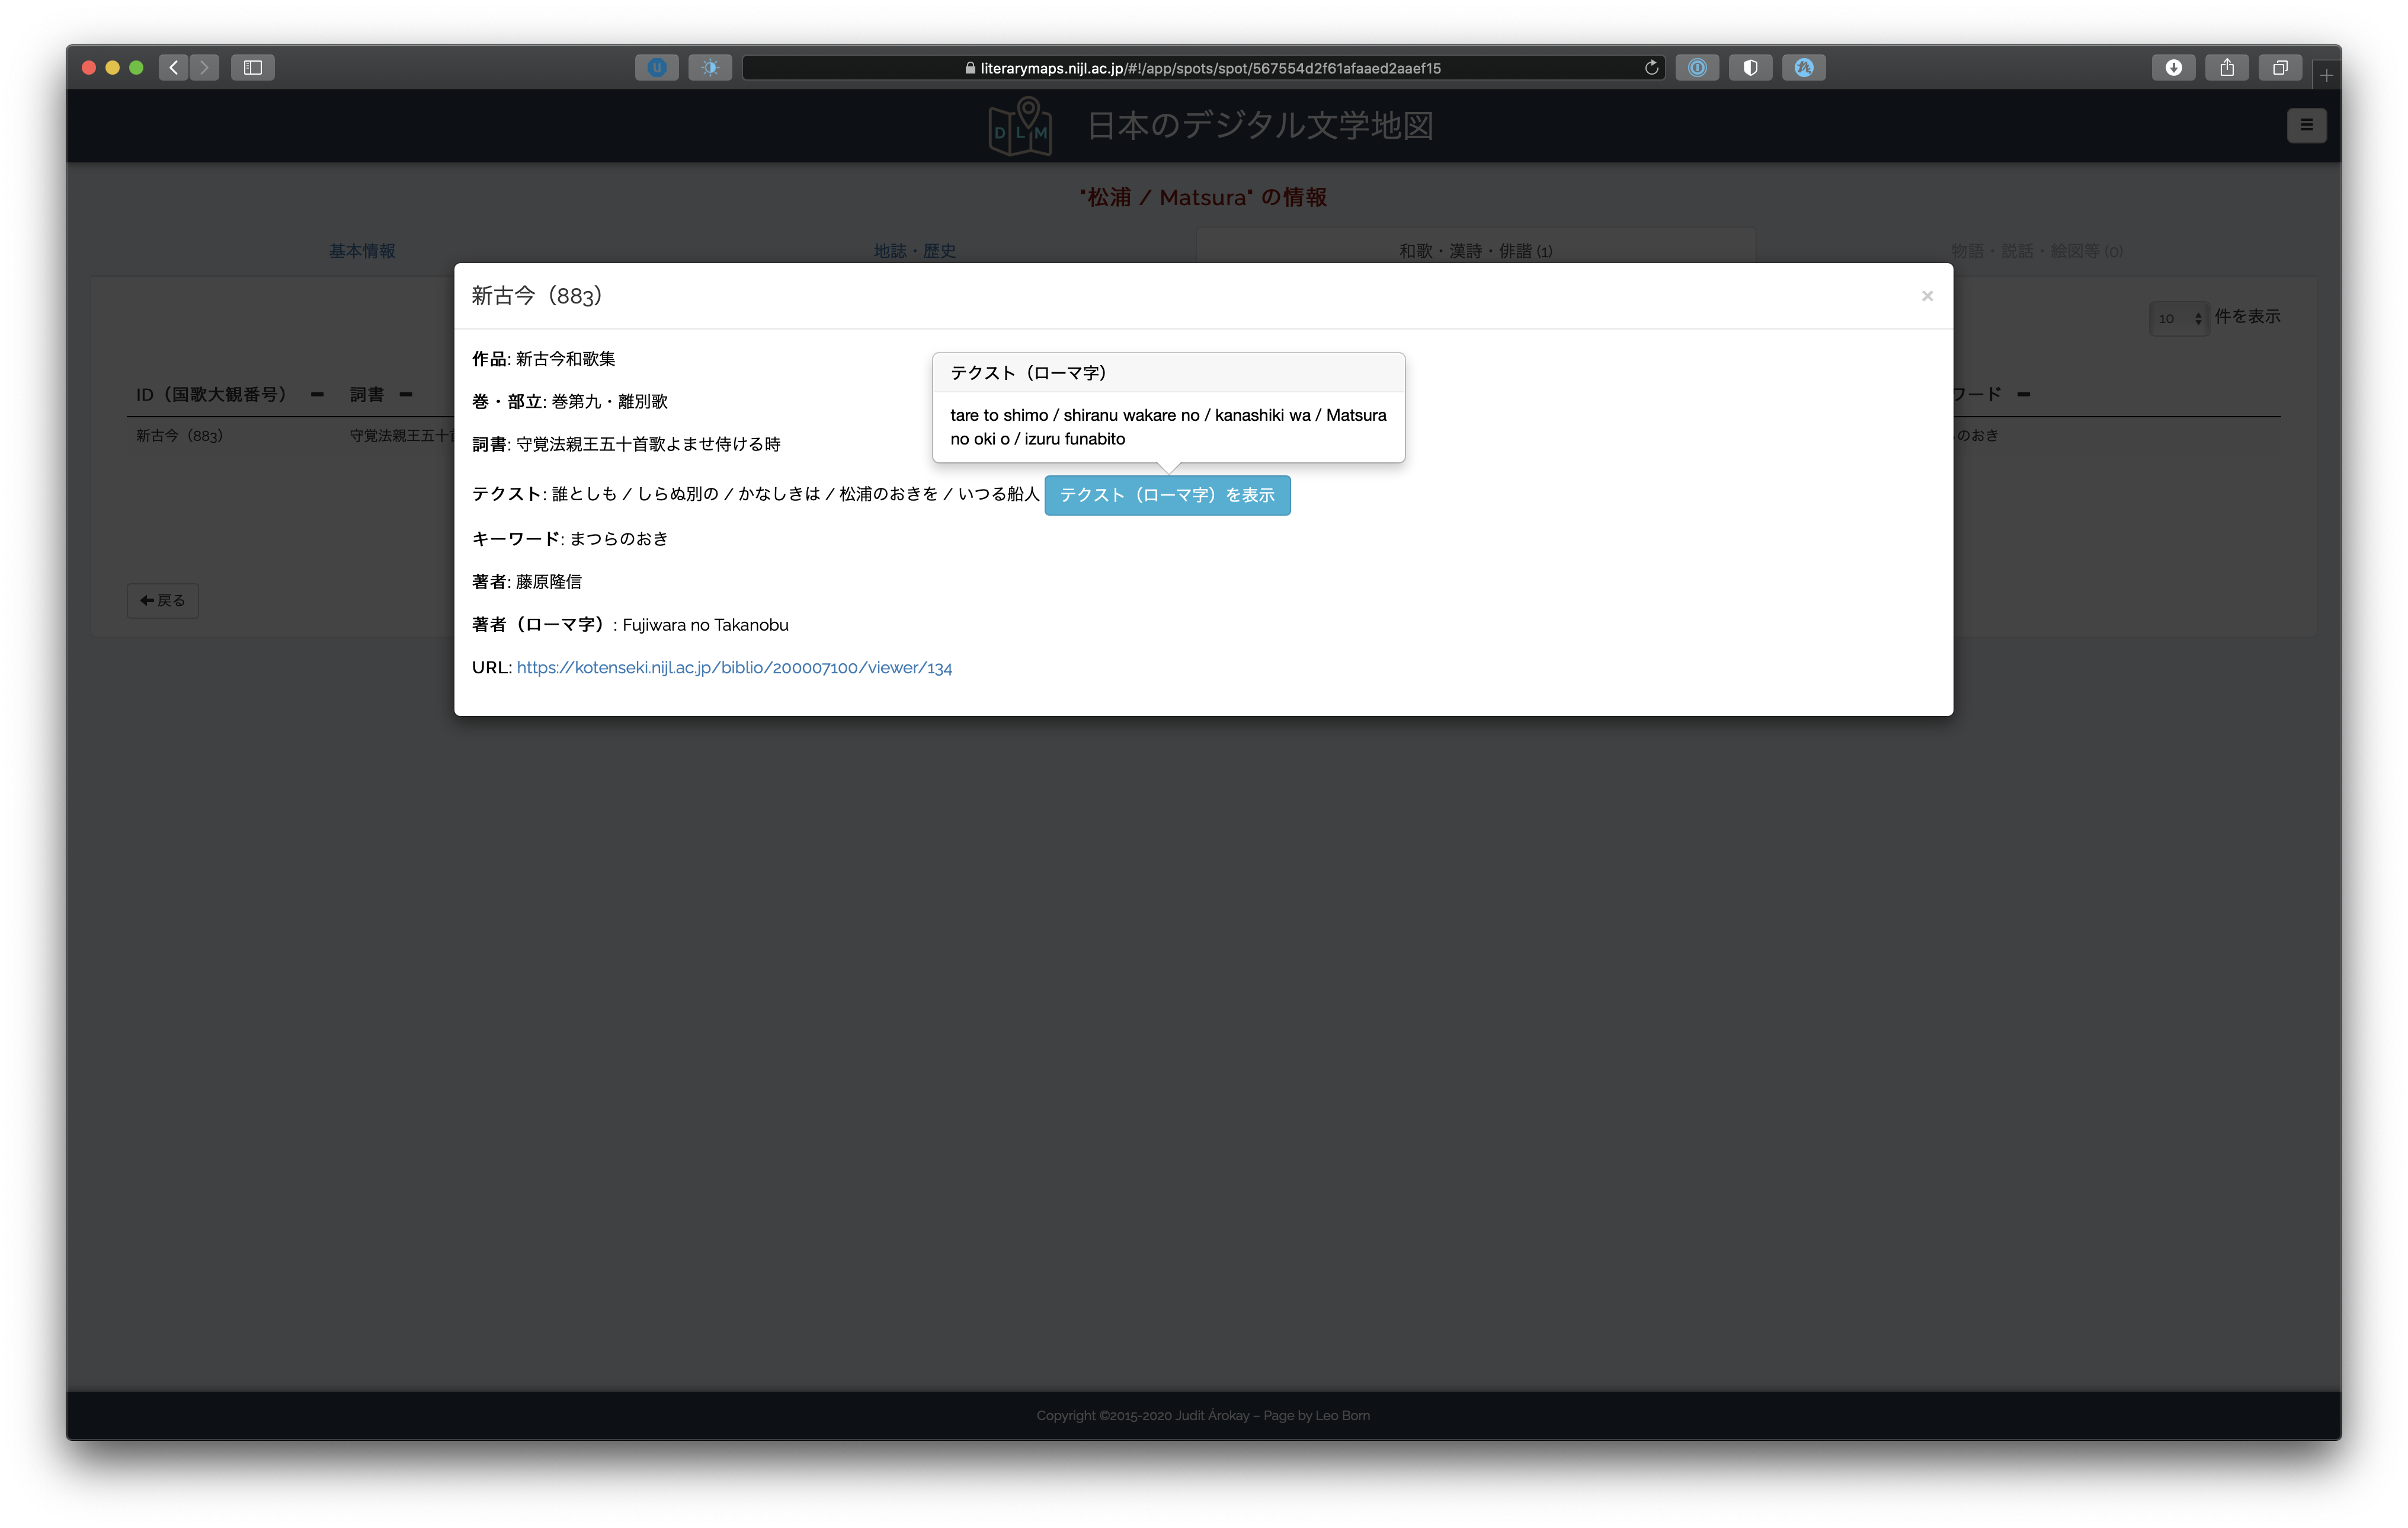 literarymaps.nijl.ac.jp/#!/app/spots/spot/567554d2f61afaaed2aaef15
DLM 日本のデジタル文学地図
"松浦 / Matsura" の情報
基本情報
地誌・歴史
和歌・漢詩・俳諧 (1)
物語・説話・絵図等 (0)
10 件を表示
ID（国歌大観番号） 詞書
ワード
新古今（883） 守覚法親王五十首
のおき
戻る
新古今（883）
×
作品: 新古今和歌集
巻・部立: 巻第九・離別歌
詞書: 守覚法親王五十首歌よませ侍ける時
テクスト（ローマ字）
tare to shimo / shiranu wakare no / kanashiki wa / Matsura
no oki o / izuru funabito
テクスト: 誰としも / しらぬ別の / かなしきは / 松浦のおきを / いつる船人 テクスト（ローマ字）を表示
キーワード: まつらのおき
著者: 藤原隆信
著者（ローマ字）: Fujiwara no Takanobu
URL: https://kotenseki.nijl.ac.jp/biblio/200007100/viewer/134
Copyright ©2015-2020 Judit Árokay – Page by Leo Born